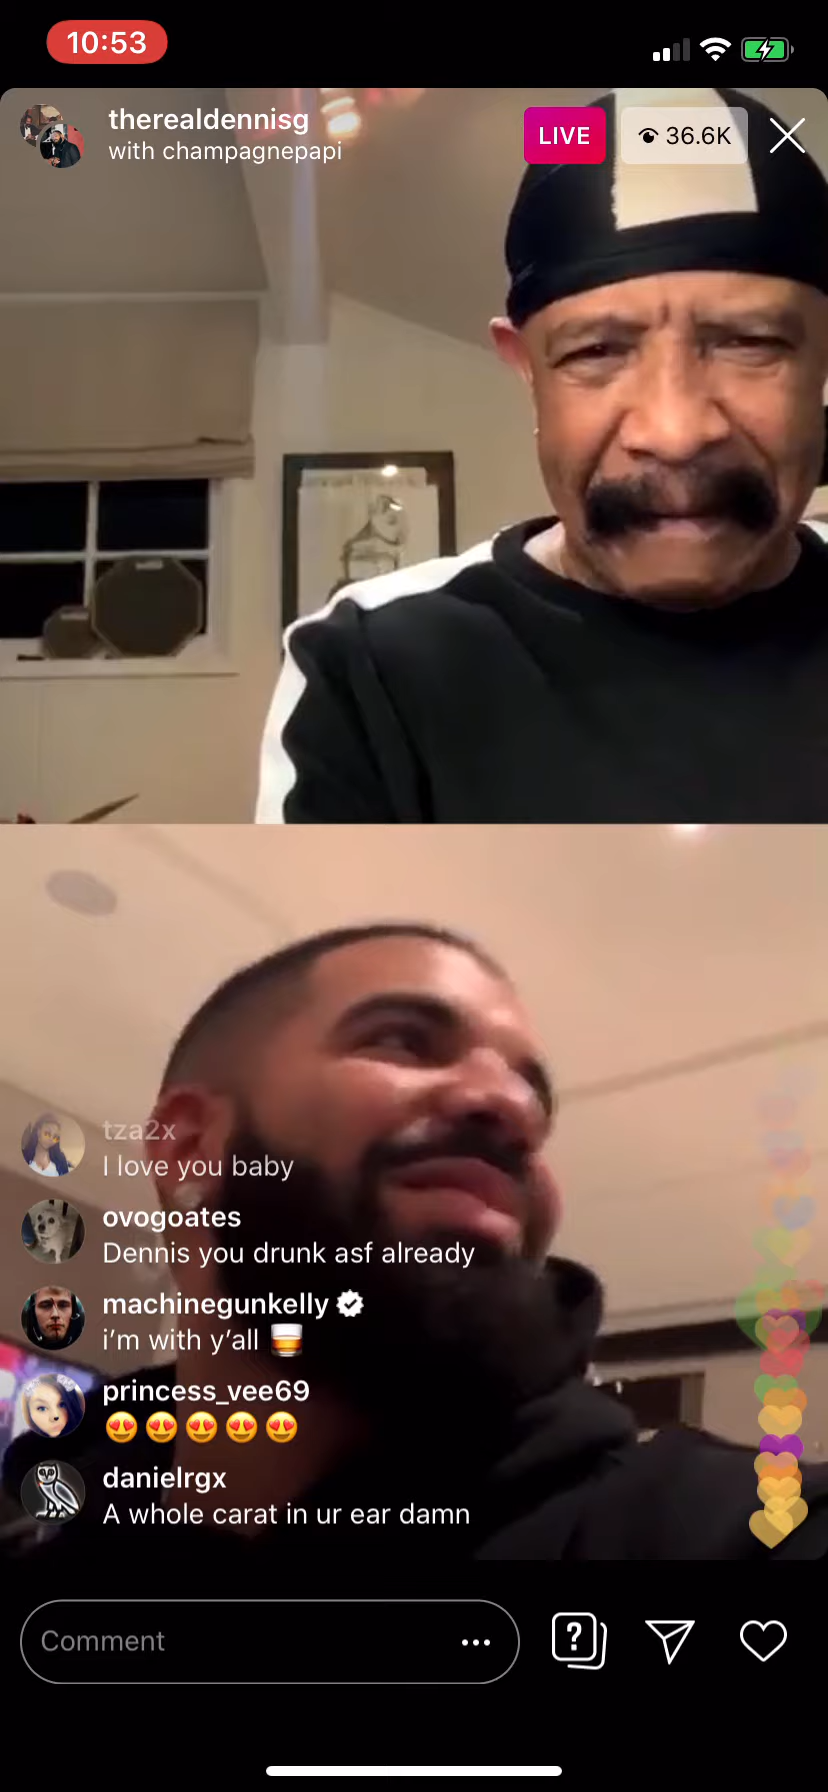 10:53
therealdennisg
with champagnepapi
LIVE
36.6K
tza2x
I love you baby
ovogoates
Dennis you drunk asf already
machinegunkelly
i'm with y'all 🥃
princess_vee69
😍😍😍😍😍
danielrgx
A whole carat in ur ear damn
Comment